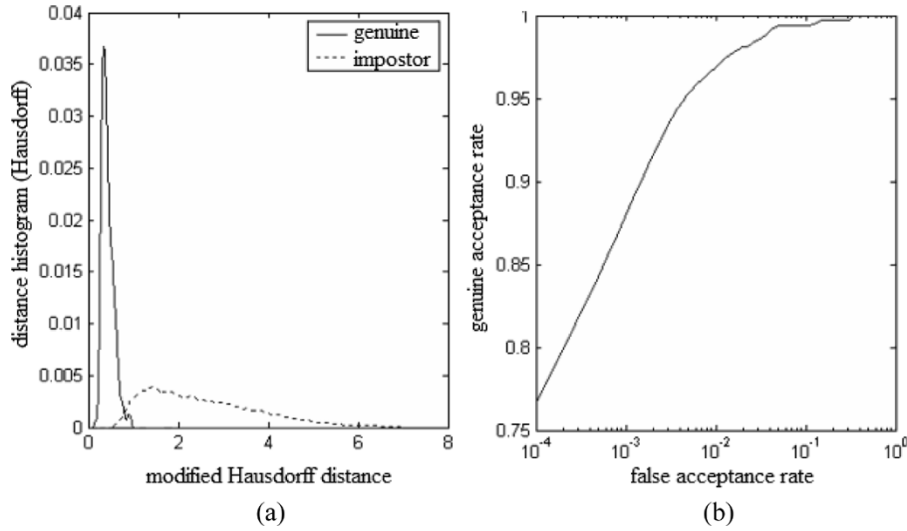 distance histogram (Hausdorff)
0.04
0.035
0.03
0.025
0.02
0.015
0.01
0.005
0
0 2 4 6 8
modified Hausdorff distance
genuine
impostor
(a)
genuine acceptance rate
1
0.95
0.9
0.85
0.8
0.75
10⁻⁴ 10⁻³ 10⁻² 10⁻¹ 10⁰
false acceptance rate
(b)